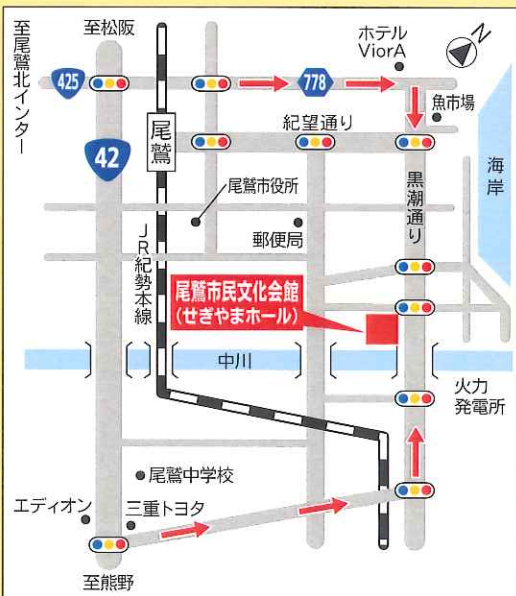 至尾鷲北インター
至松阪
ホテル
ViorA
N
425
778
魚市場
42
尾鷲
紀望通り
海岸
尾鷲市役所
黒潮通り
郵便局
JR紀勢本線
尾鷲市民文化会館
(せぎやまホール)
中川
火力
発電所
尾鷲中学校
エディオン
三重トヨタ
至熊野